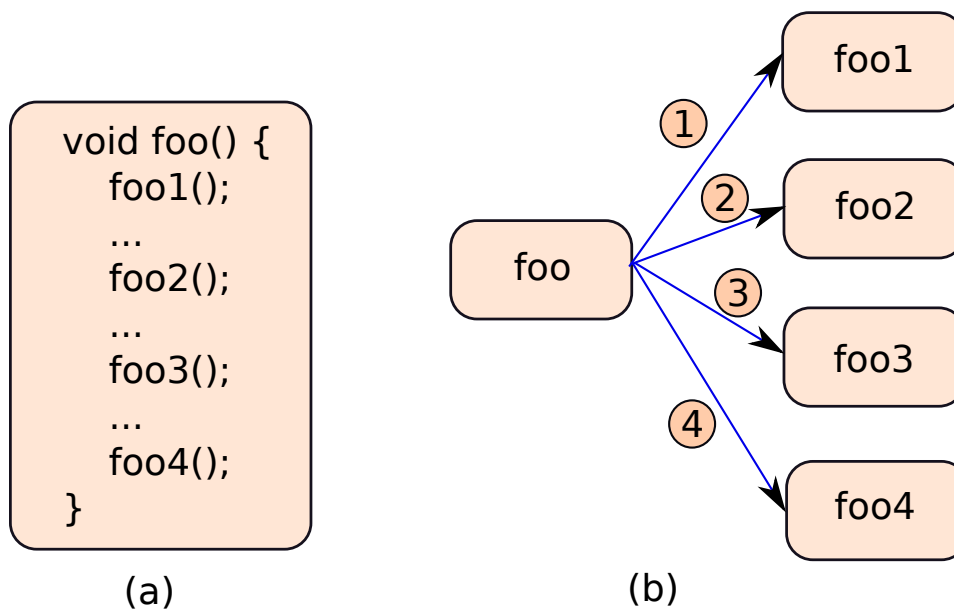 void foo() {
foo1();
...
foo2();
...
foo3();
...
foo4();
}
(a)
foo
1
2
3
4
foo1
foo2
foo3
foo4
(b)